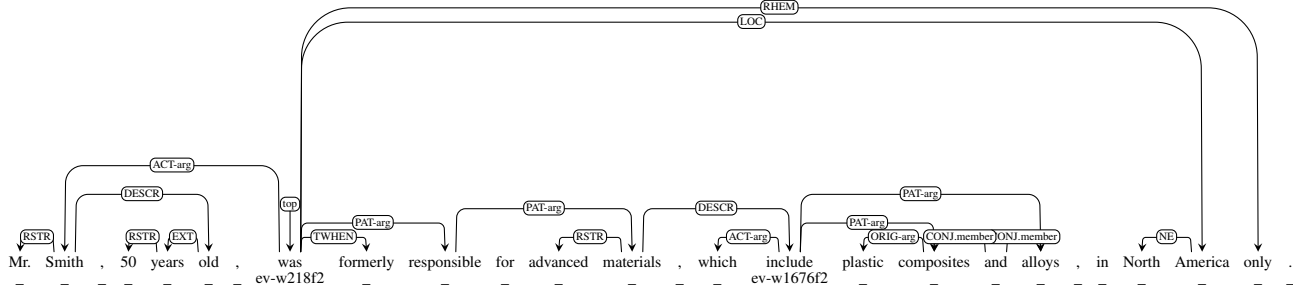 RHEM
LOC
ACT-arg
DESCR
top
PAT-arg
PAT-arg
DESCR
PAT-arg
PAT-arg
RSTR RSTR EXT TWHEN RSTR ACT-arg ORIG-arg CONJ.member ONJ.member NE
Mr. Smith , 50 years old , was formerly responsible for advanced materials , which include plastic composites and alloys , in North America only .
_ _ _ _ _ _ _ ev-w218f2 _ _ _ _ _ _ _ ev-w1676f2 _ _ _ _ _ _ _ _ _ _